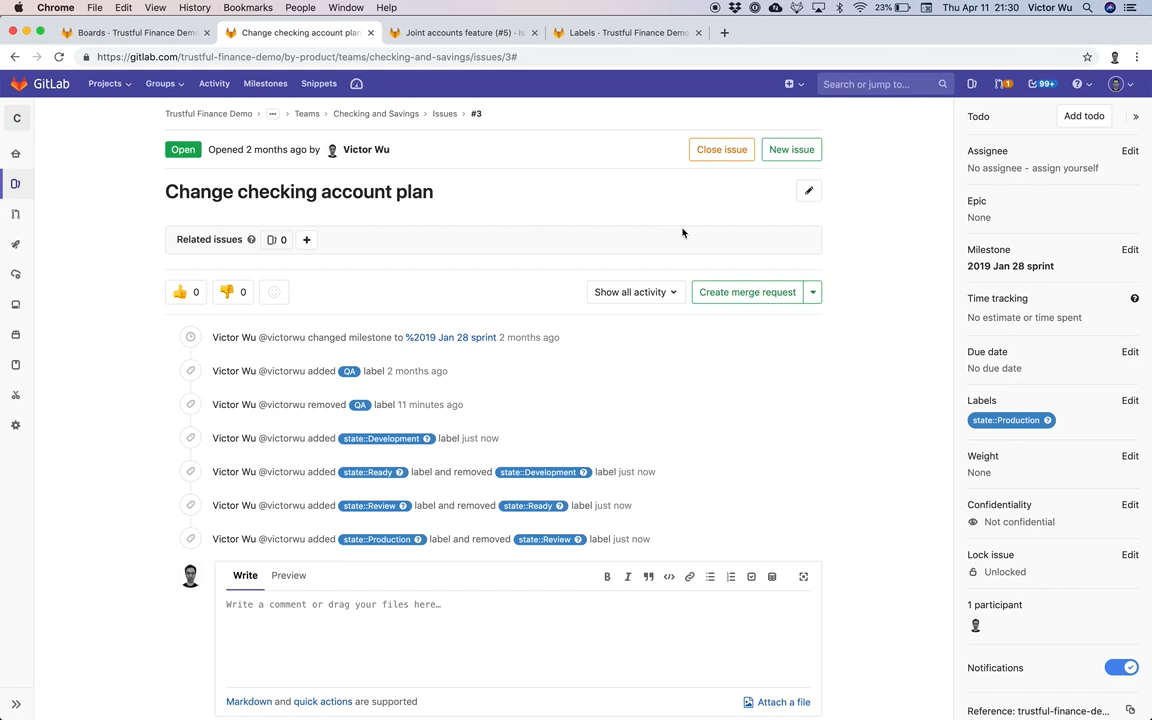 Chrome File Edit View History Bookmarks People Window Help 23% Thu Apr 11 21:30 Victor Wu
Boards · Trustful Finance Demo × Change checking account plan × Joint accounts feature (#5) · Is × Labels · Trustful Finance Demo ×
https://gitlab.com/trustful-finance-demo/by-product/teams/checking-and-savings/issues/3#
GitLab Projects Groups Activity Milestones Snippets Search or jump to... 1 99+
C
Trustful Finance Demo > ... > Teams > Checking and Savings > Issues > #3
Open Opened 2 months ago by Victor Wu Close issue New issue
Change checking account plan
Related issues 0 +
0 0 Show all activity Create merge request
Victor Wu @victorwu changed milestone to %2019 Jan 28 sprint 2 months ago
Victor Wu @victorwu added QA label 2 months ago
Victor Wu @victorwu removed QA label 11 minutes ago
Victor Wu @victorwu added state::Development label just now
Victor Wu @victorwu added state::Ready label and removed state::Development label just now
Victor Wu @victorwu added state::Review label and removed state::Ready label just now
Victor Wu @victorwu added state::Production label and removed state::Review label just now
Write Preview
B I
Write a comment or drag your files here…
Markdown and quick actions are supported Attach a file
Todo Add todo »
Assignee Edit
No assignee - assign yourself
Epic
None
Milestone Edit
2019 Jan 28 sprint
Time tracking
No estimate or time spent
Due date Edit
No due date
Labels Edit
state::Production
Weight Edit
None
Confidentiality Edit
Not confidential
Lock issue Edit
Unlocked
1 participant
Notifications
Reference: trustful-finance-de...